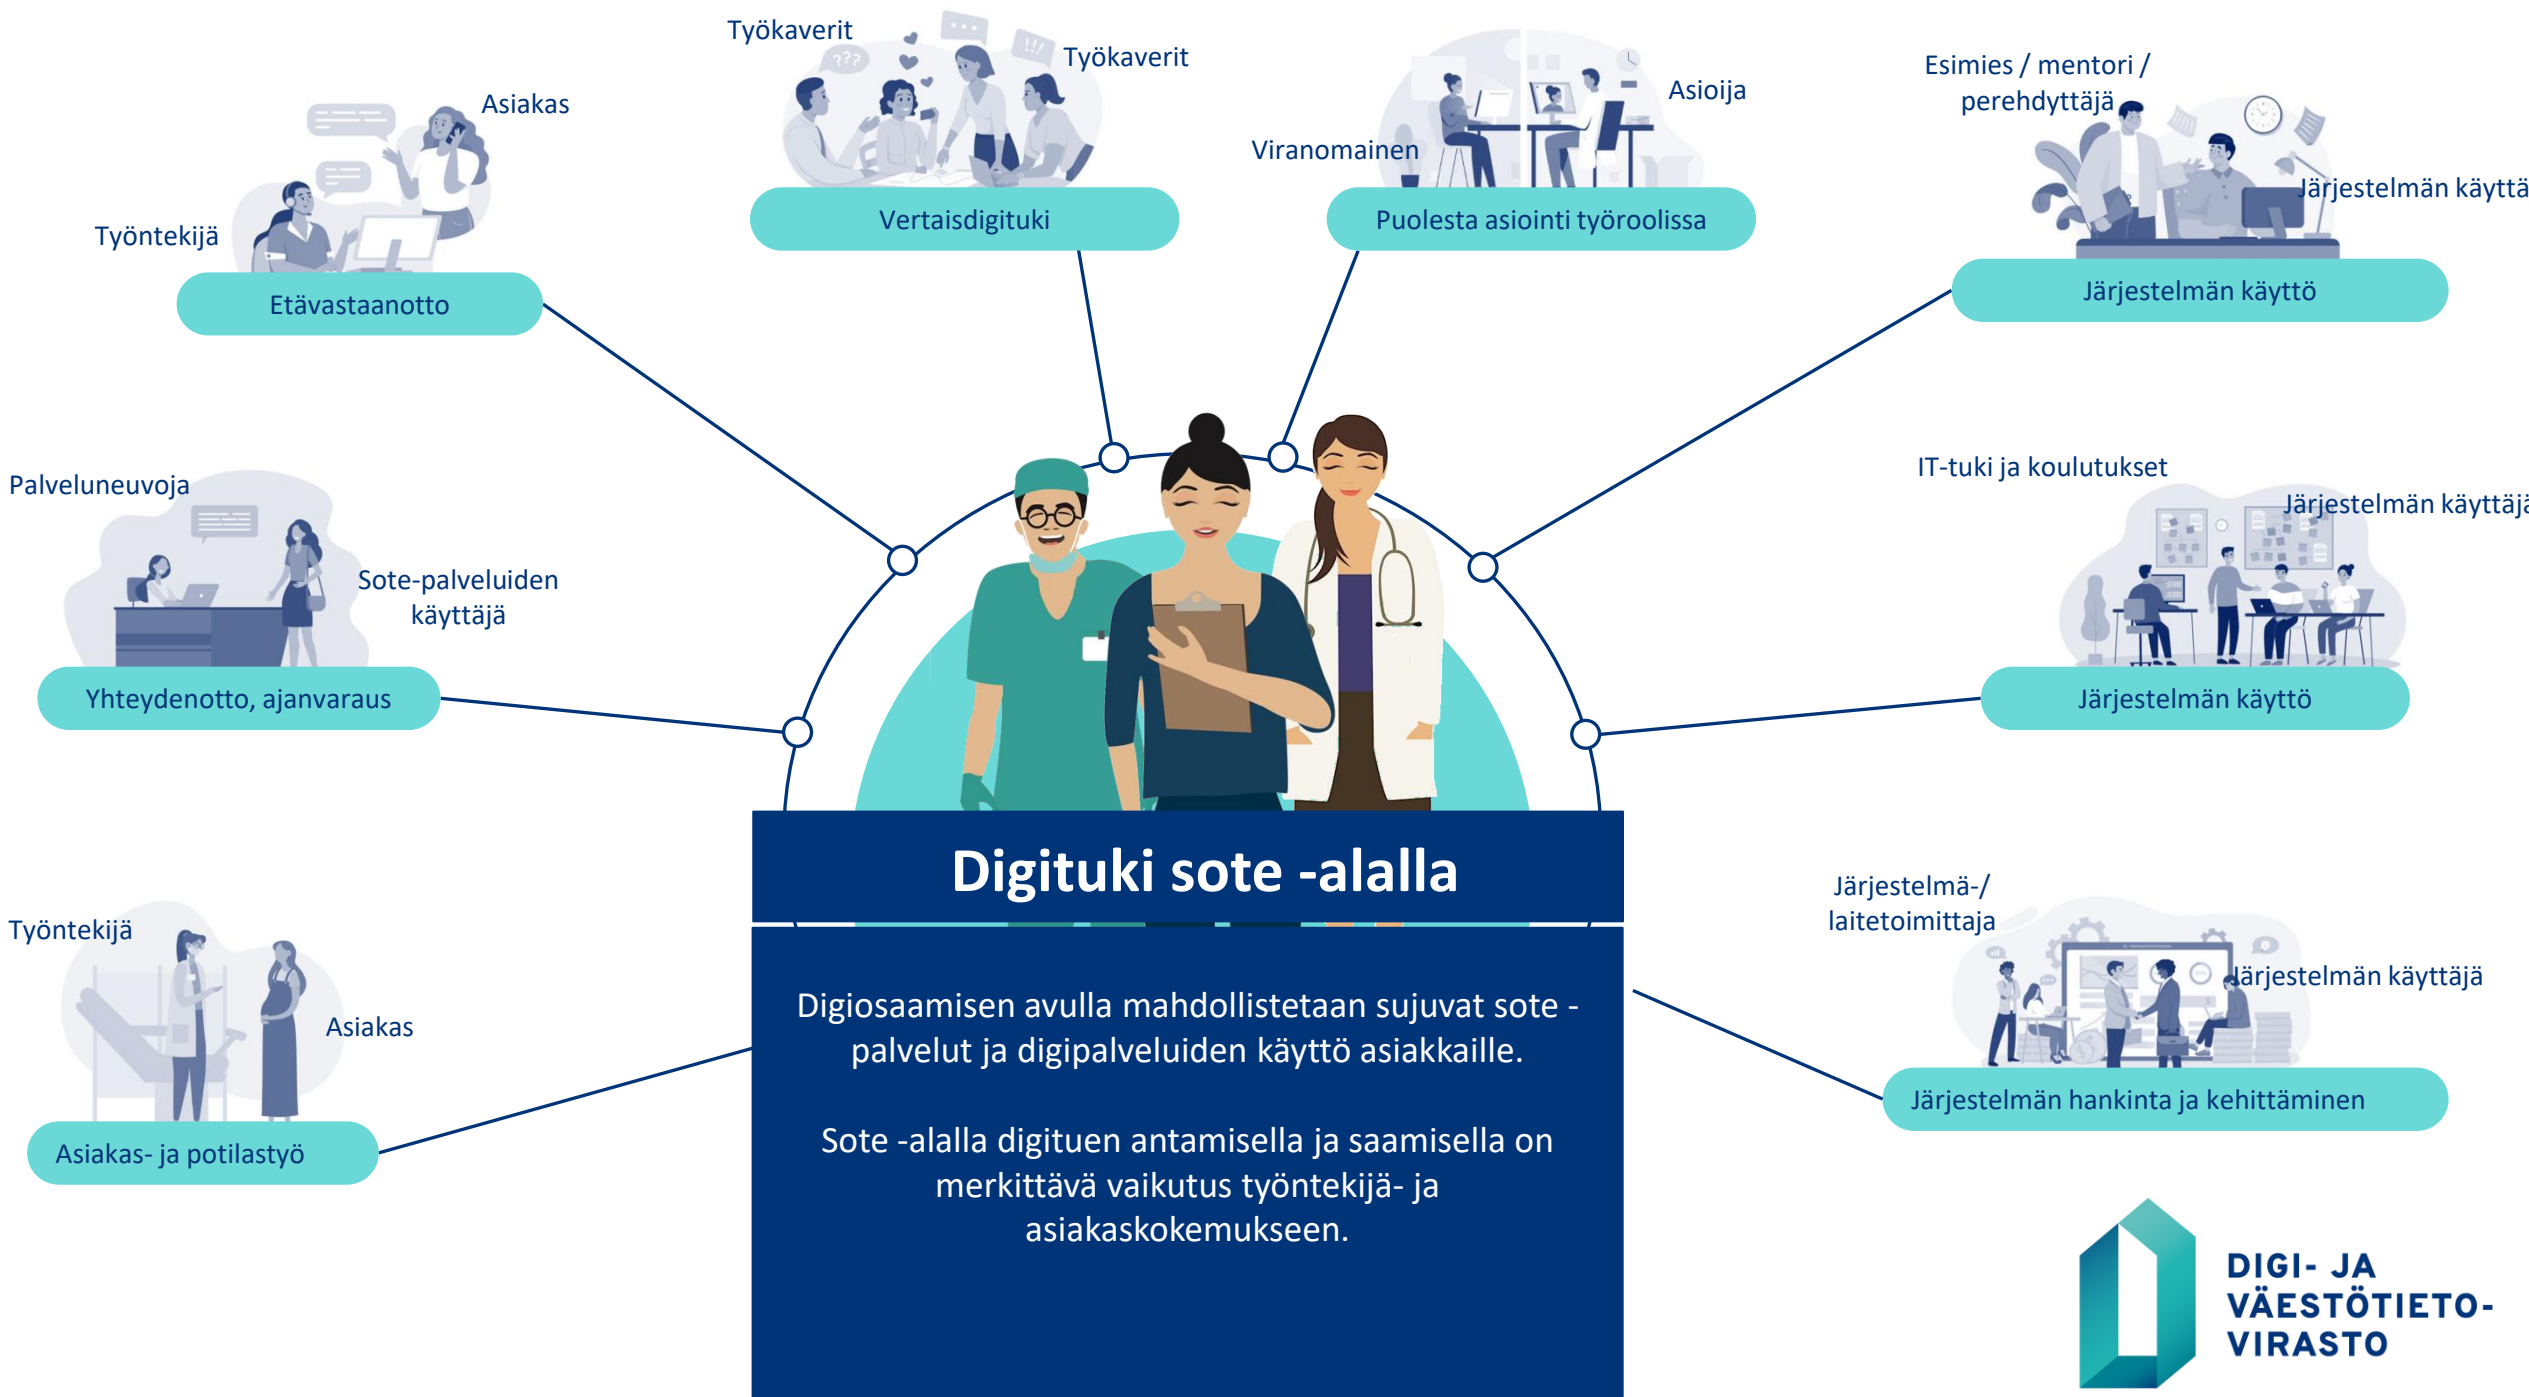 Työkaverit
???
...
!!!
Työkaverit
Vertaisdigituki
Viranomainen
Asioija
Puolesta asiointi työroolissa
Esimies / mentori /
perehdyttäjä
Järjestelmän käyttä
Järjestelmän käyttö
Asiakas
Työntekijä
Etävastaanotto
Palveluneuvoja
Sote-palveluiden
käyttäjä
Yhteydenotto, ajanvaraus
IT-tuki ja koulutukset
Järjestelmän käyttäjä
Järjestelmän käyttö
Työntekijä
Asiakas
Asiakas- ja potilastyö
Digituki sote -alalla
Digiosaamisen avulla mahdollistetaan sujuvat sote -
palvelut ja digipalveluiden käyttö asiakkaille.
Sote -alalla digituen antamisella ja saamisella on
merkittävä vaikutus työntekijä- ja
asiakaskokemukseen.
Järjestelmä-/
laitetoimittaja
Järjestelmän käyttäjä
Järjestelmän hankinta ja kehittäminen
DIGI- JA
VÄESTÖTIETO-
VIRASTO